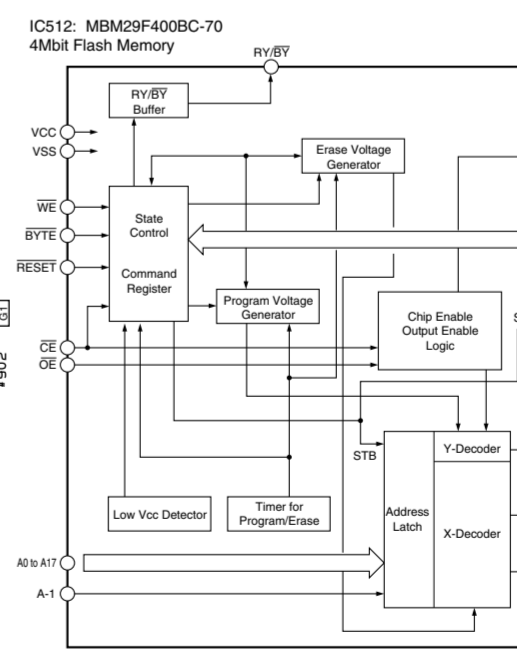 IC512: MBM29F400BC-70
4Mbit Flash Memory
RY/BY
RY/BY
Buffer
VCC
VSS
Erase Voltage
Generator
WE
State
Control
BYTE
RESET
Command
Register
G1
Program Voltage
Generator
Chip Enable
Output Enable
Logic
S
CE
OE
#902
STB
Y-Decoder
Low Vcc Detector
Timer for
Program/Erase
Address
Latch
X-Decoder
A0 to A17
A-1